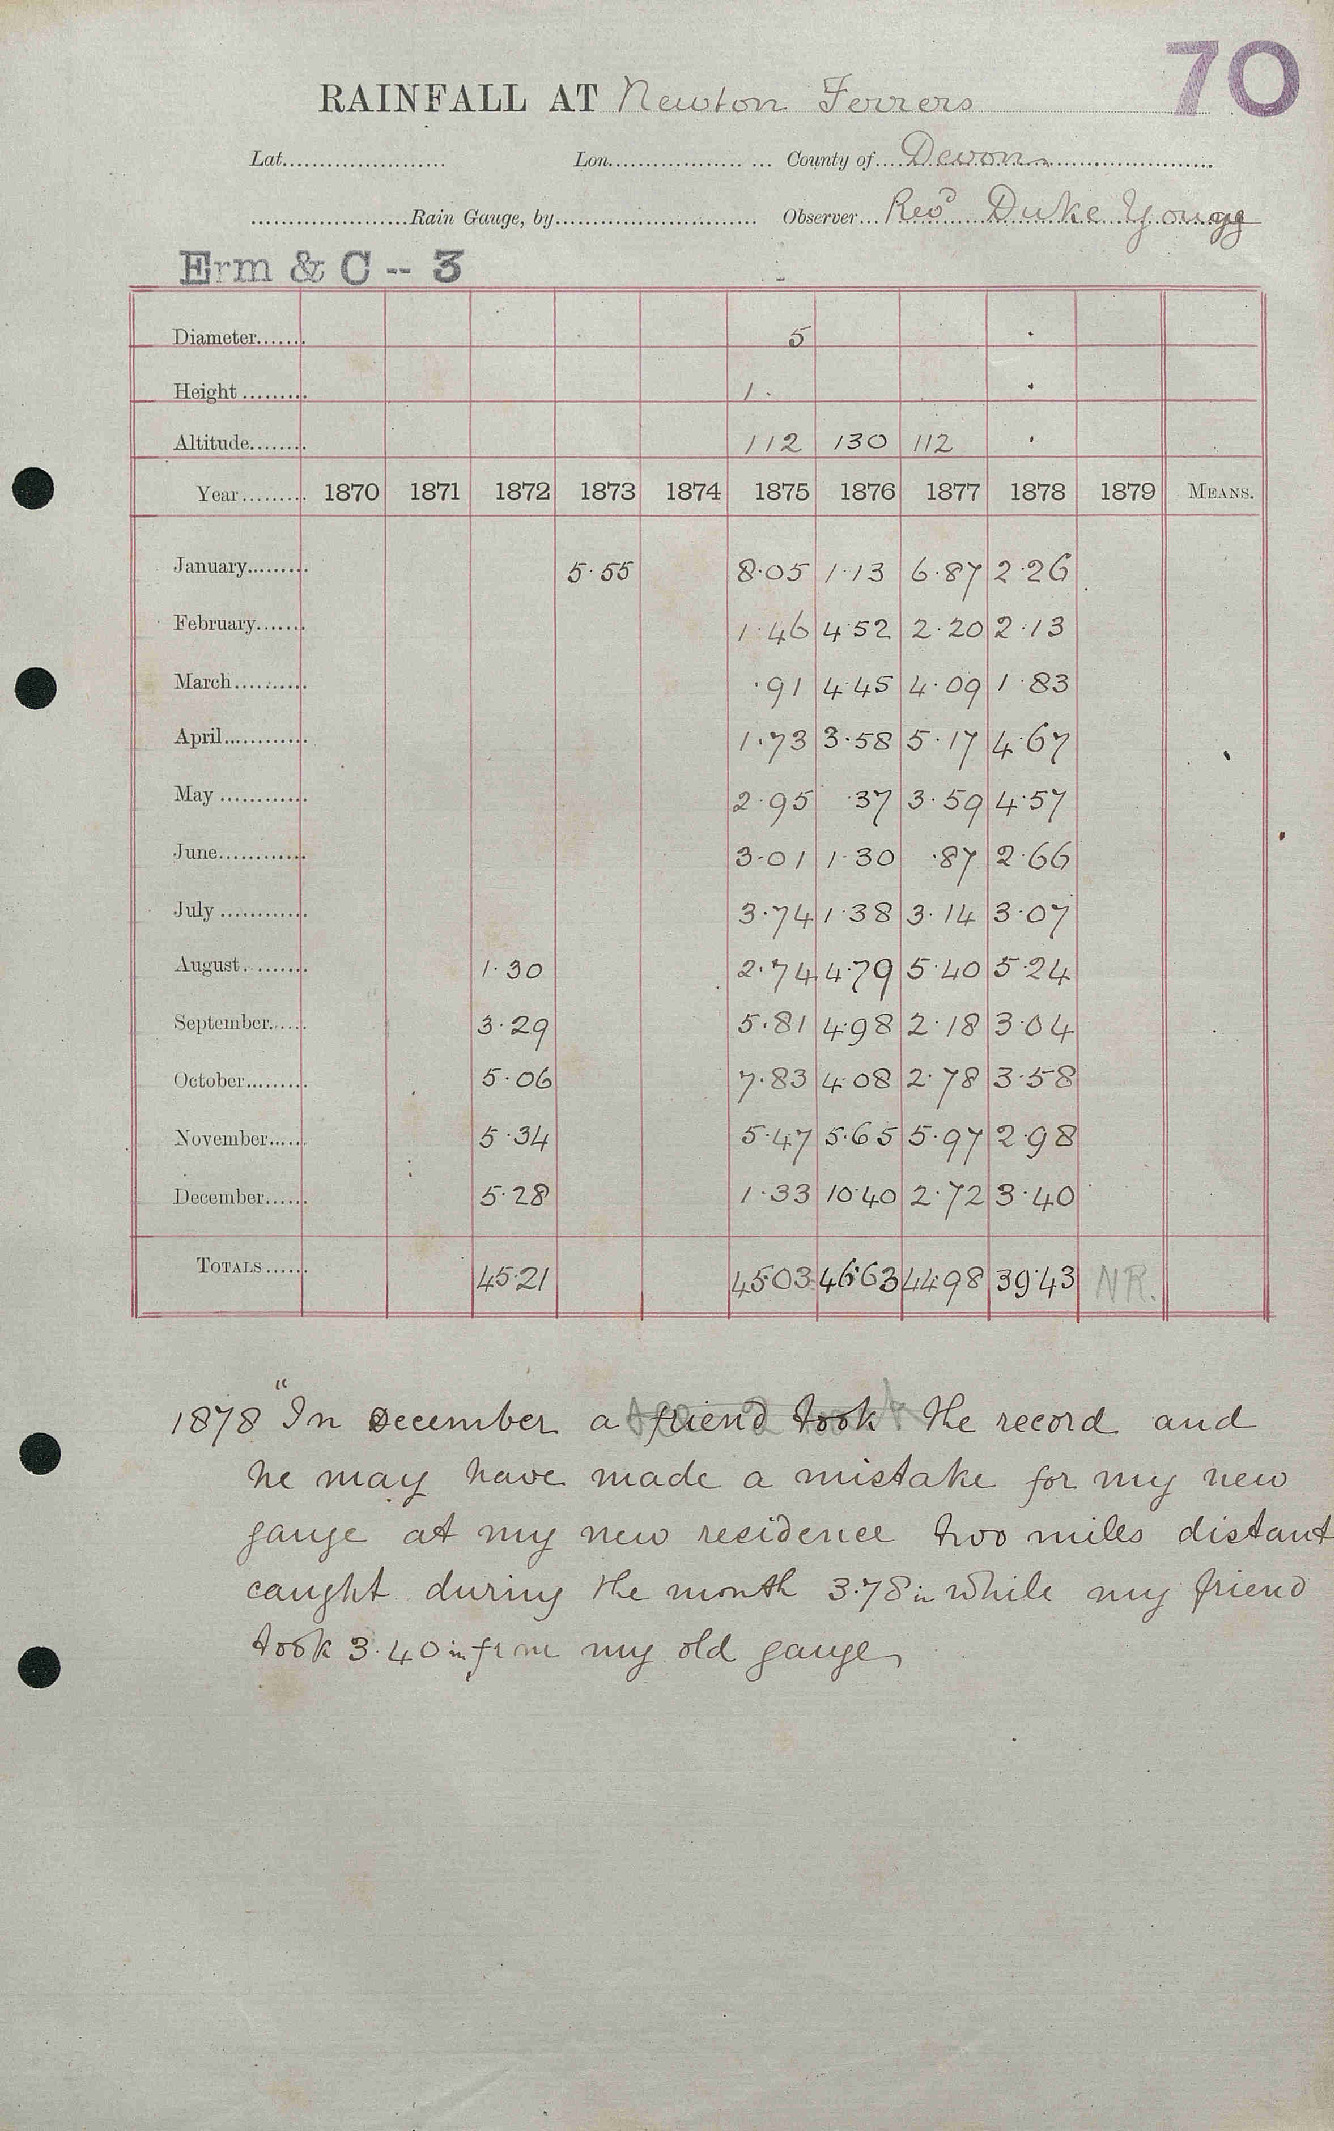 70
RAINFALL AT Newton Ferrers
Lat. Lon. County of Devon
Rain Gauge, by Observer Revd Duke Yonge
Erm & C -- 3
Diameter 5
Height 1.
Altitude 112 130 112
Year 1870 1871 1872 1873 1874 1875 1876 1877 1878 1879 MEANS.
January 5.55 8.05 1.13 6.87 2.26
February 1.46 4.52 2.20 2.13
March .91 4.45 4.09 1.83
April 1.73 3.58 5.17 4.67
May 2.95 .37 3.59 4.57
June 3.01 1.30 .87 2.66
July 3.74 1.38 3.14 3.07
August 1.30 2.74 4.79 5.40 5.24
September 3.29 5.81 4.98 2.18 3.04
October 5.06 7.83 4.08 2.78 3.58
November 5.34 5.47 5.65 5.97 2.98
December 5.28 1.33 10.40 2.72 3.40
TOTALS 45.21 45.03 46.63 44.98 39.43 NR.
1878 "In December a friend took the record and
he may have made a mistake for my new
gauge at my new residence two miles distant
caught during the month 3.78 in while my friend
took 3.40 in from my old gauge